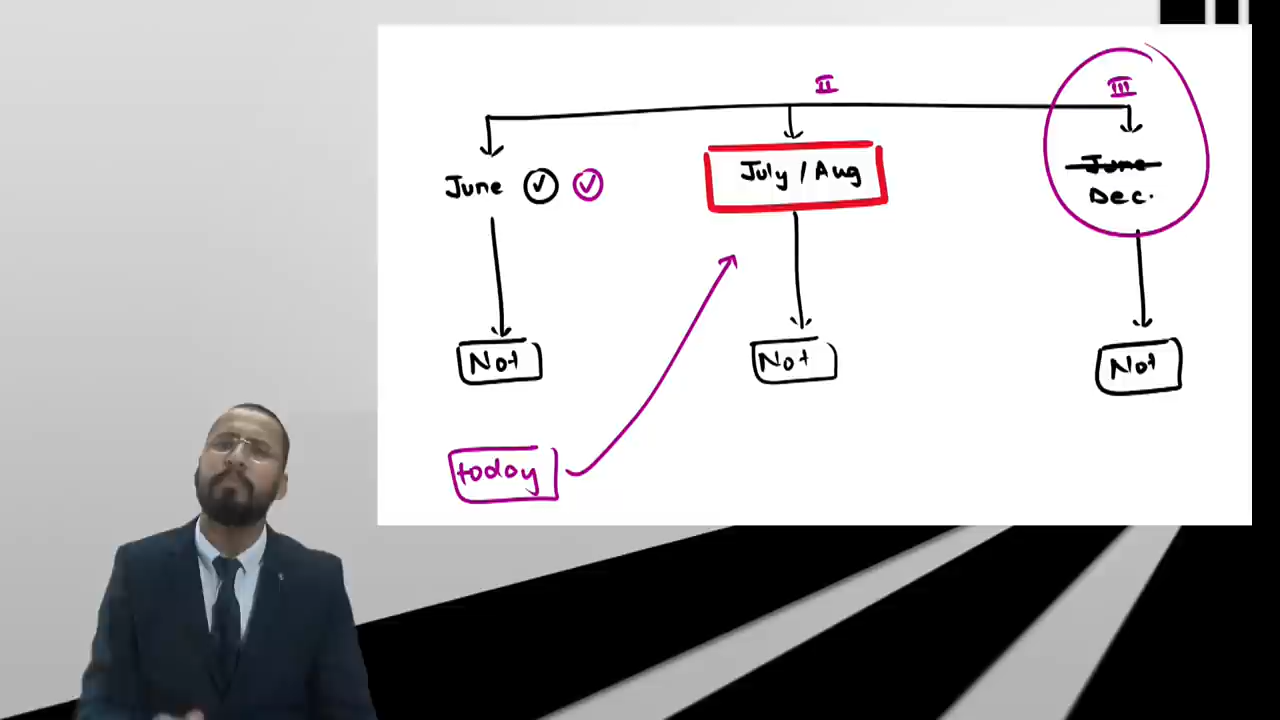 II
III
June
July / Aug
June
Dec.
Not
Not
Not
today